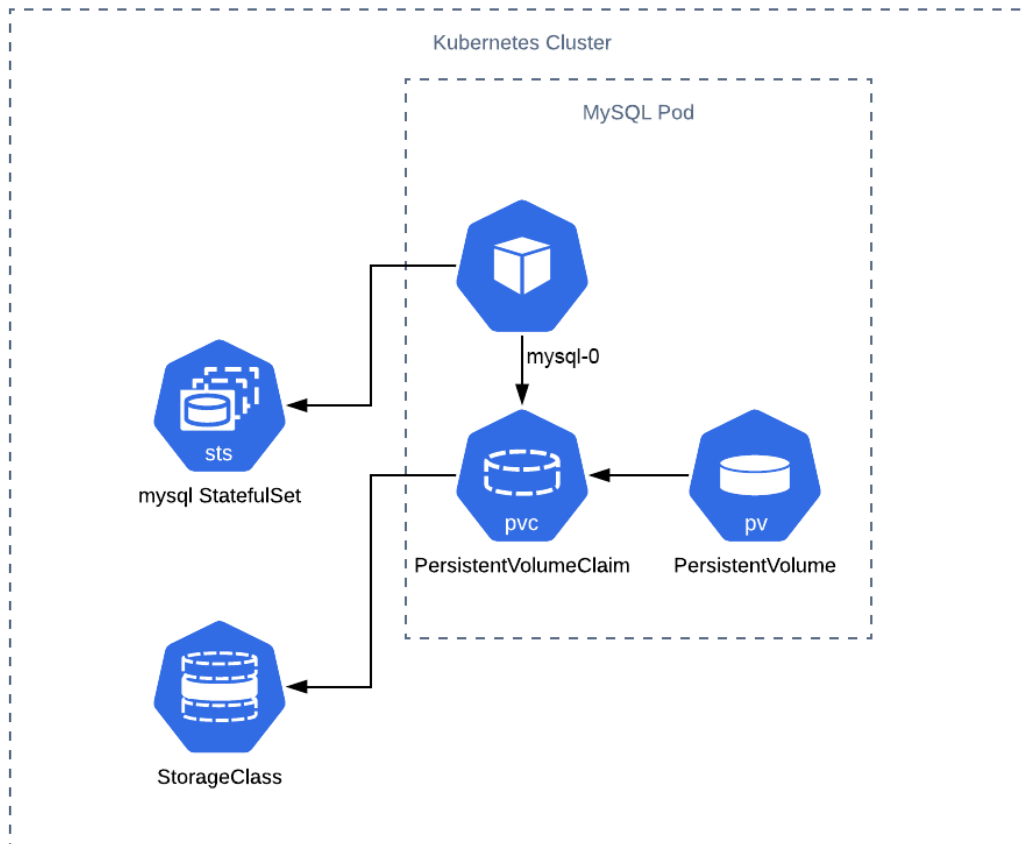 Kubernetes Cluster
MySQL Pod
mysql-0
sts
mysql StatefulSet
pvc
PersistentVolumeClaim
pv
PersistentVolume
StorageClass